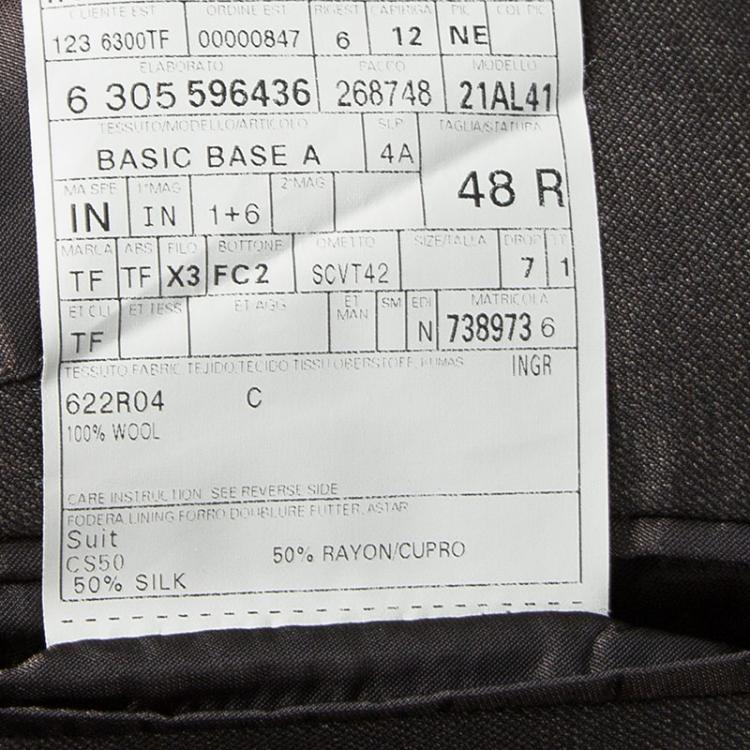 CLIENTE EST ORDINE EST RIGEST CAPIRIGA PIC COL PIC
123 6300TF 00000847 6 12 NE
ELABORATO PACCO MODELLO
6 305 596436 268748 21AL41
TESSUTO/MODELLO/ARTICOLO SLP TAGLIA/STATURA
BASIC BASE A 4A 48 R
MA SPE 1°MAG 2°MAG
IN IN 1+6
MARCA ABS FILO BOTTONE OMETTO SIZE/TALLA DROP
TF TF X3 FC2 SCVT42 7 1
ET CLI ET TESS ET AGG ET MAN SM EDI MATRICOLA
TF N 738973 6
TESSUTO FABRIC TEJIDO TECIDO TISSU OBERSTOFF KUMAS INGR
622R04 C
100% WOOL
CARE INSTRUCTION SEE REVERSE SIDE
FODERA LINING FORRO DOUBLURE FUTTER ASTAR
Suit
CS50 50% RAYON/CUPRO
50% SILK